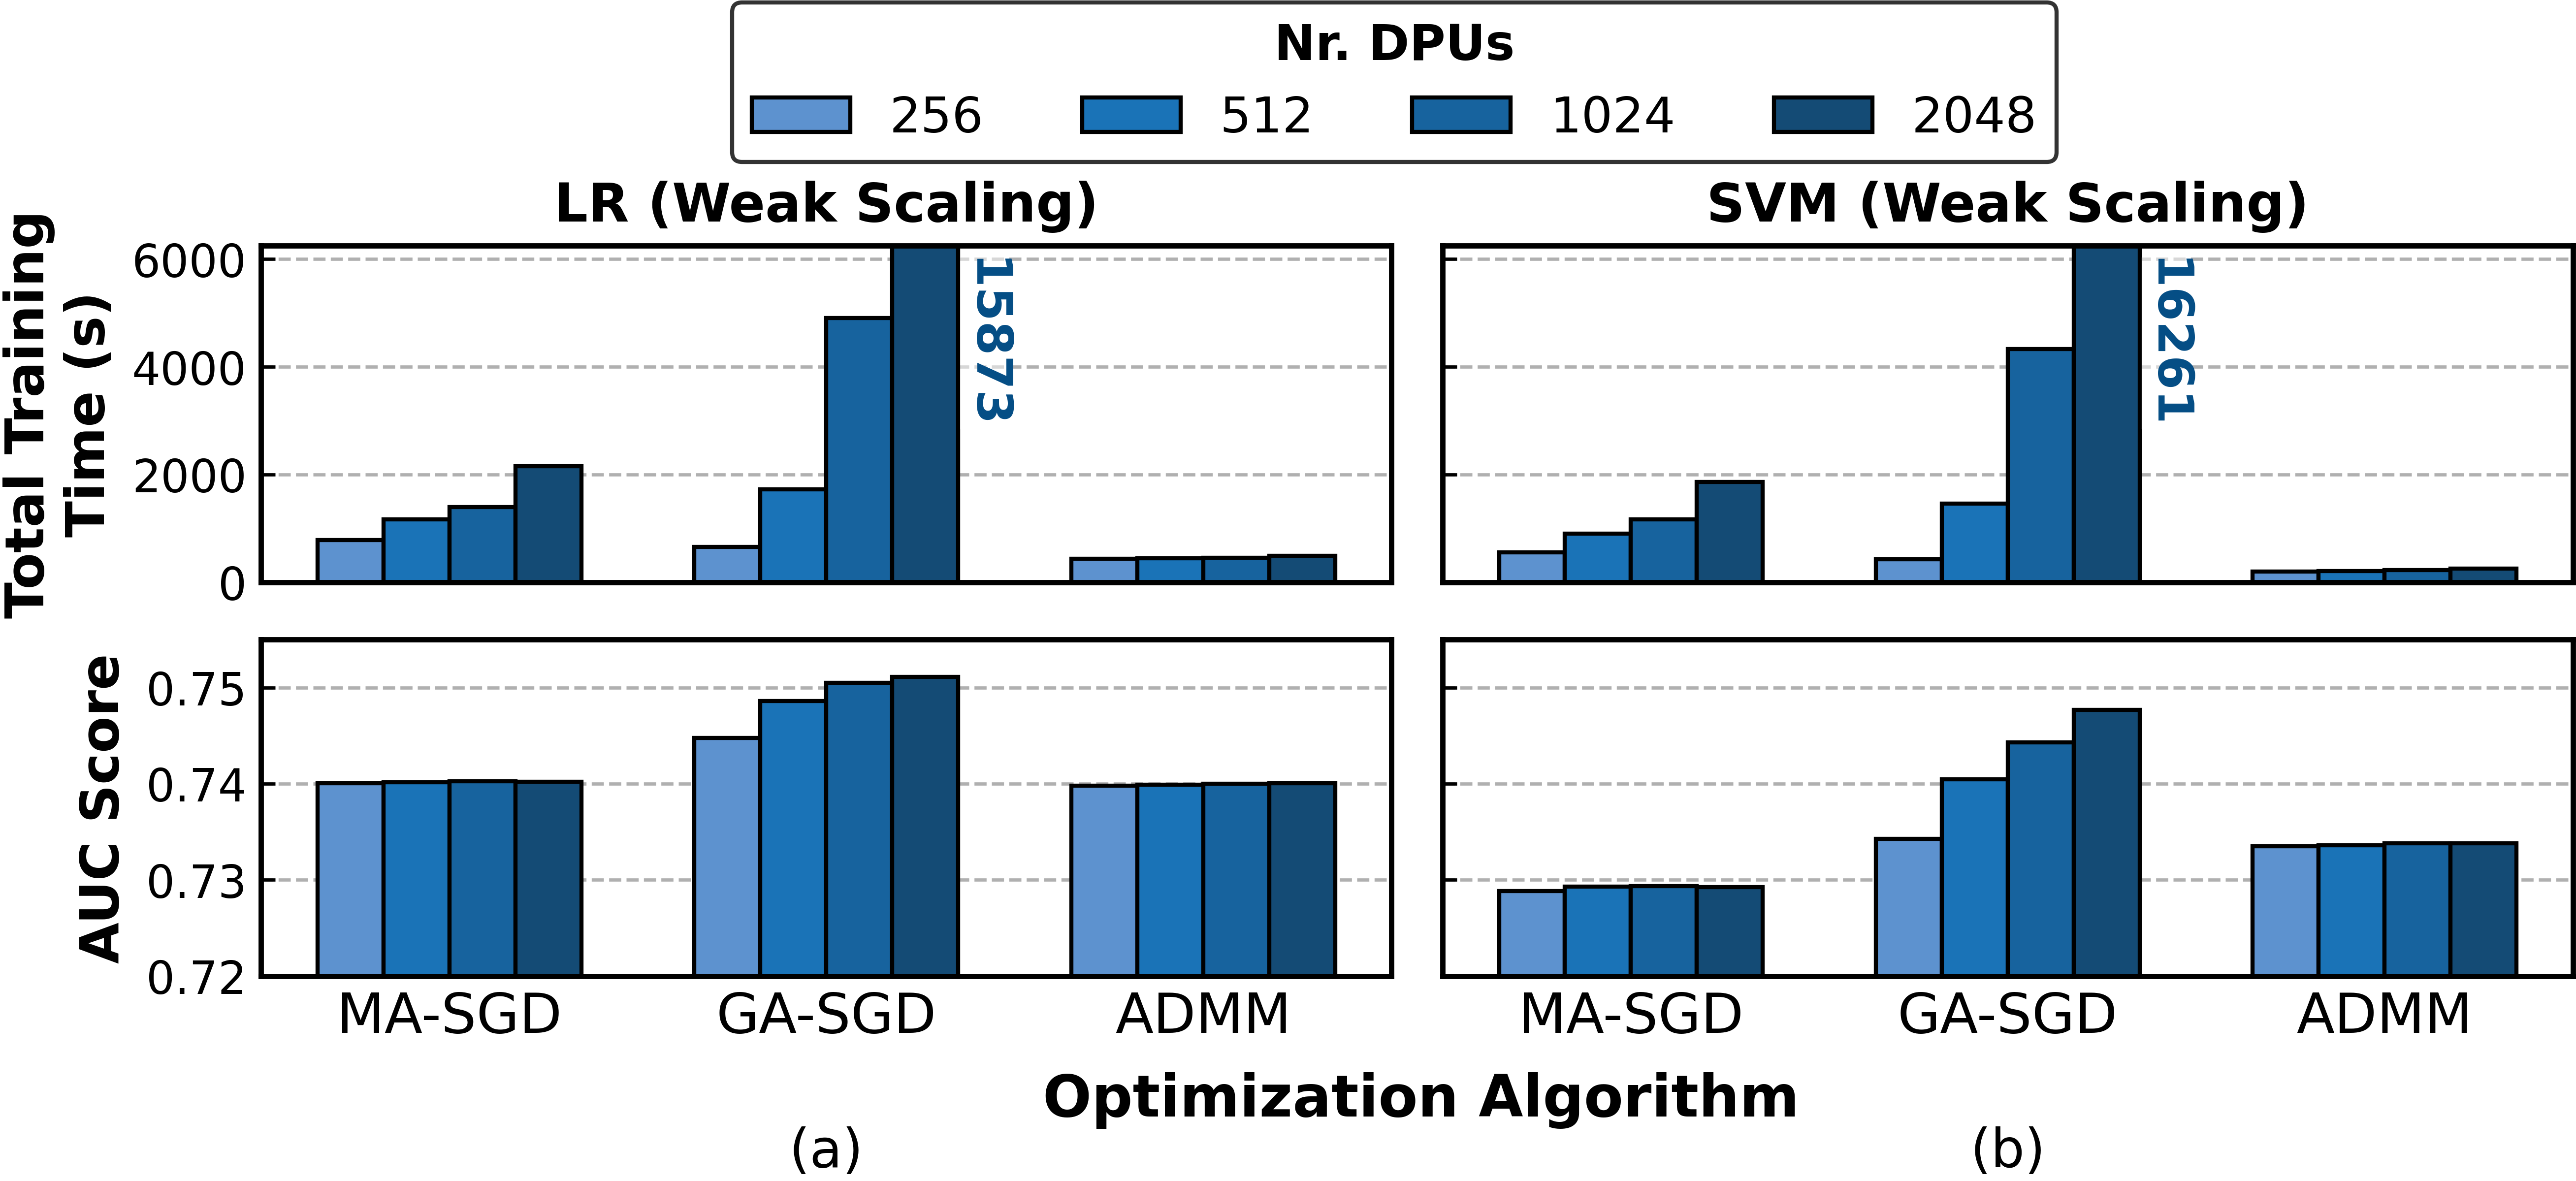 Nr. DPUs
256 512 1024 2048
LR (Weak Scaling)
SVM (Weak Scaling)
Total Training
Time (s)
6000
4000
2000
0
15873
16261
AUC Score
0.75
0.74
0.73
0.72
MA-SGD GA-SGD ADMM
MA-SGD GA-SGD ADMM
Optimization Algorithm
(a)
(b)